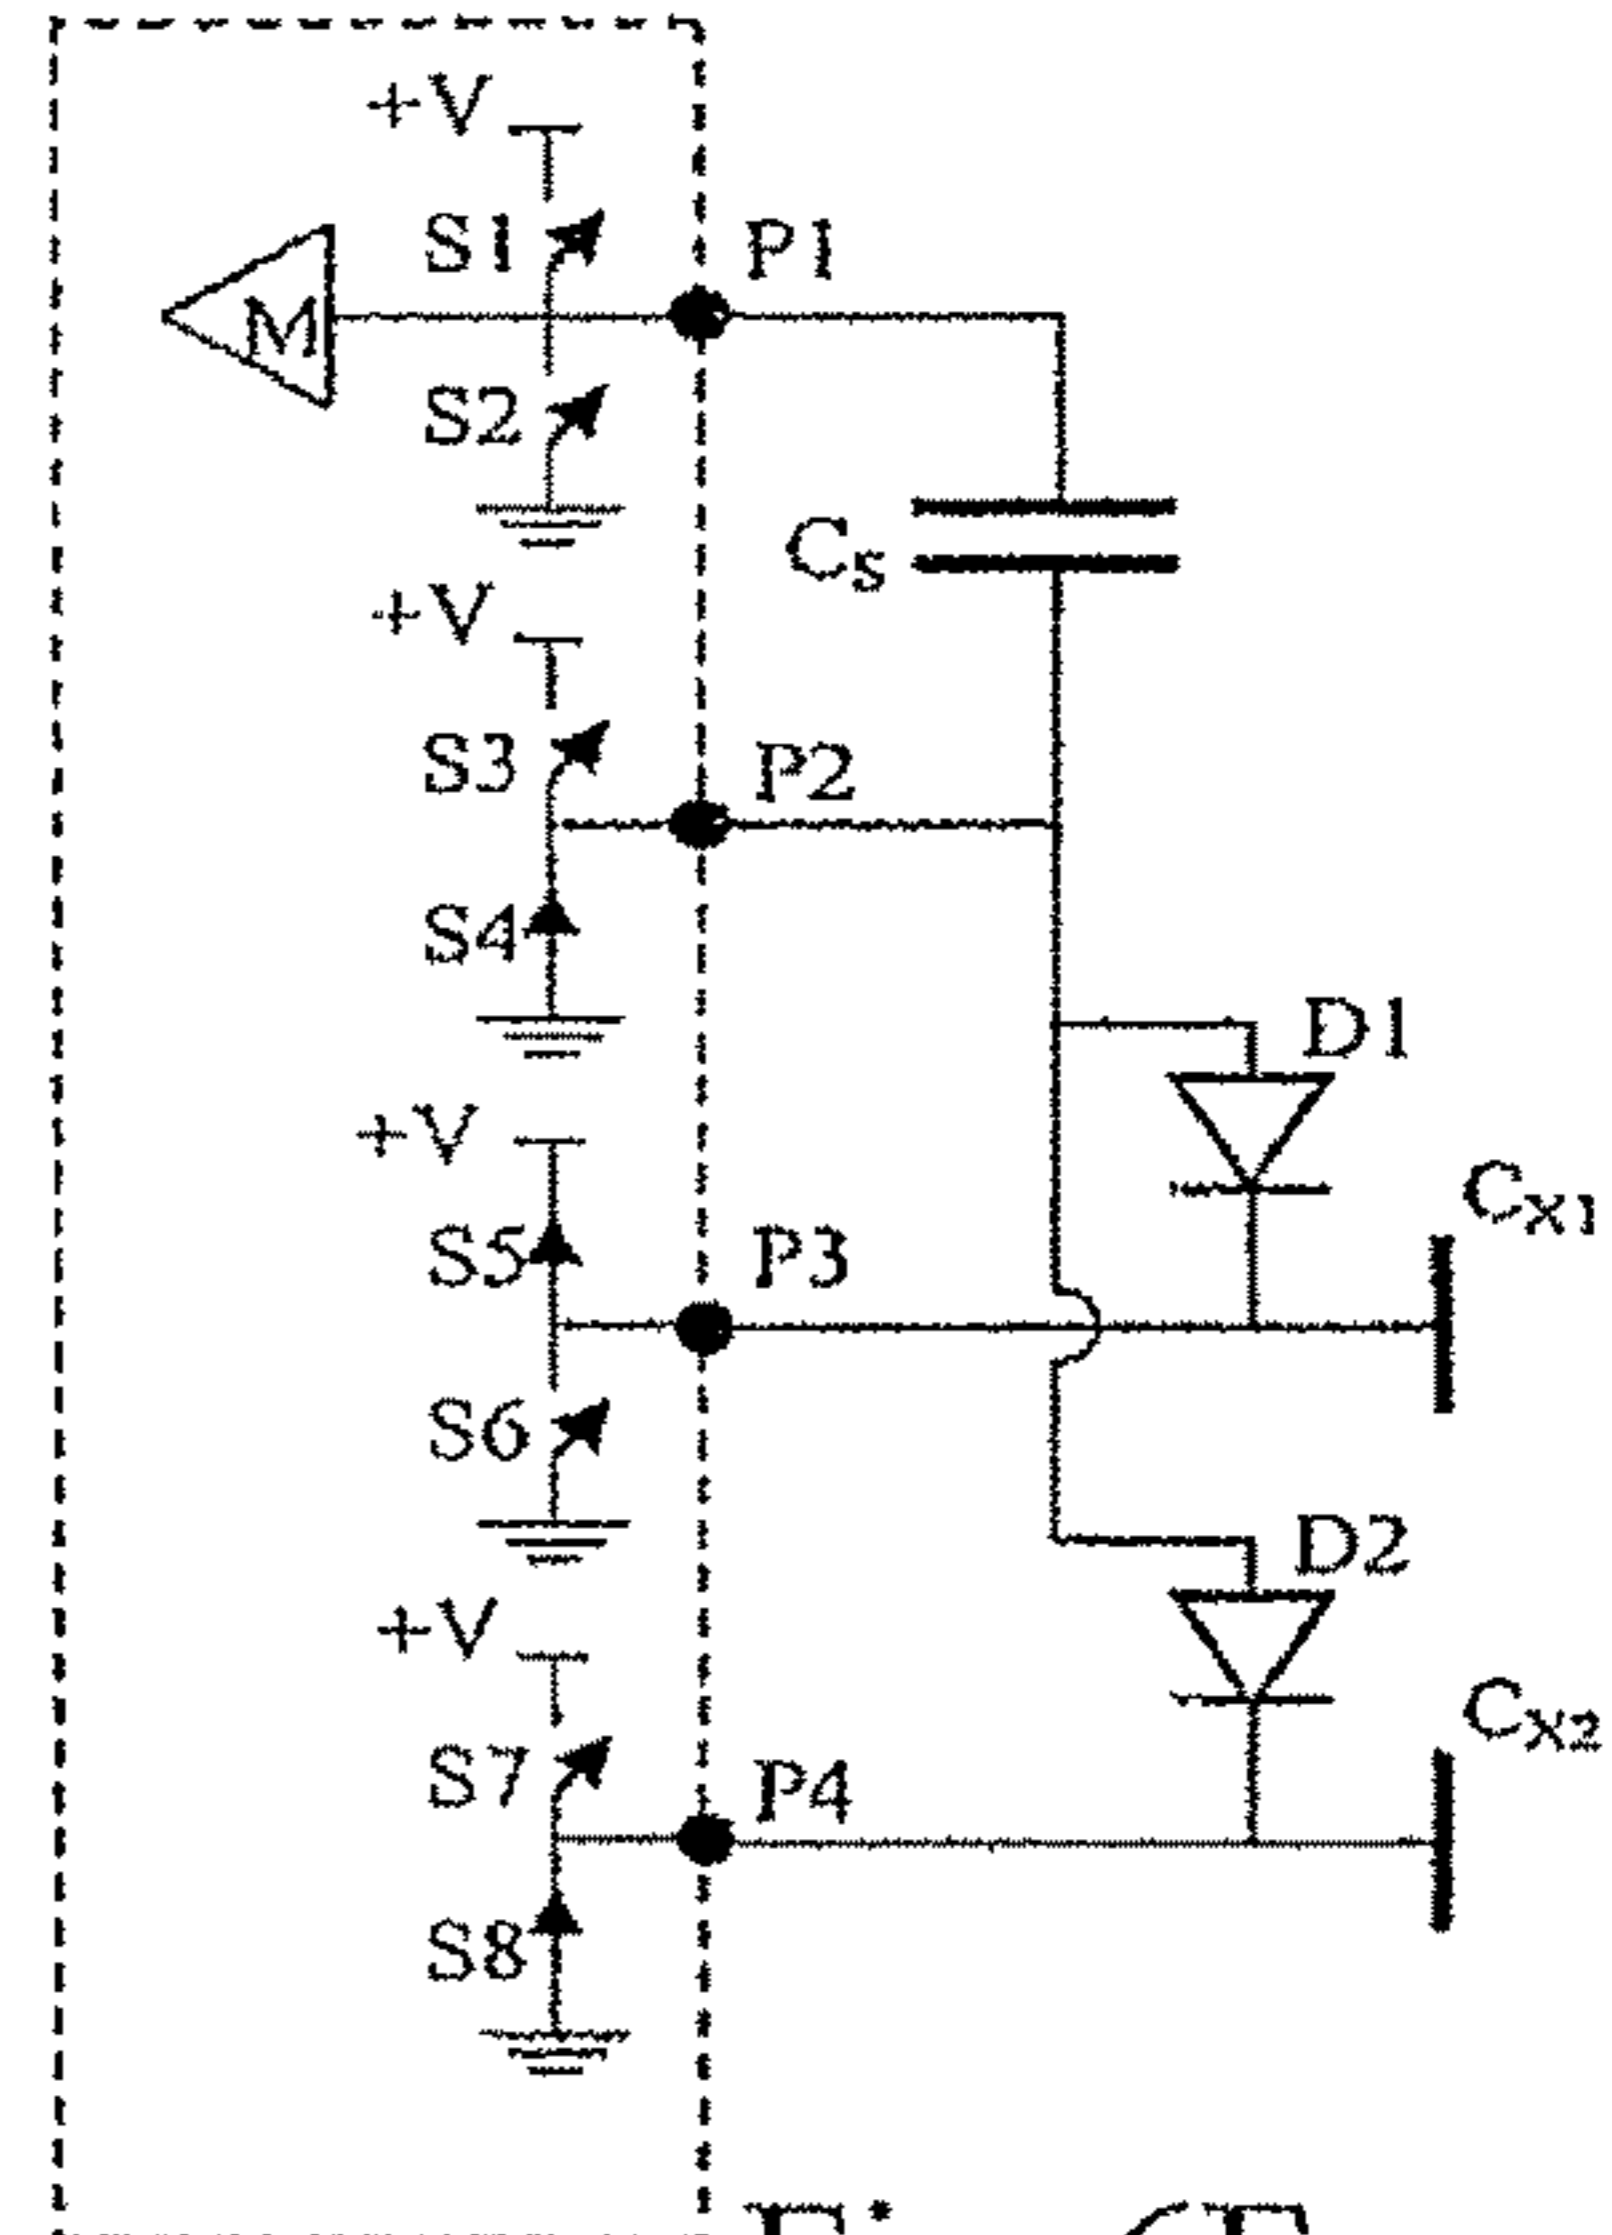 +V
S1
P1
M
S2
CS
+V
S3
P2
S4
D1
+V
CX1
S5
P3
S6
D2
+V
CX2
S7
P4
S8